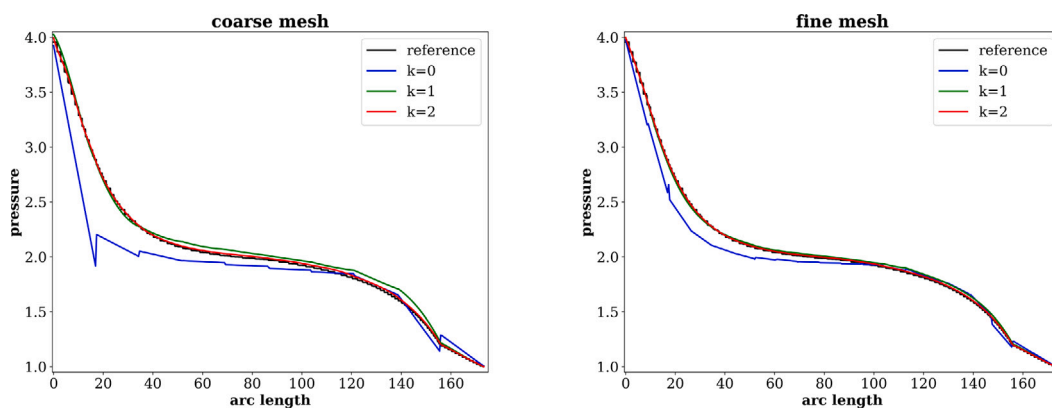 coarse mesh
4.0
3.5
3.0
2.5
2.0
1.5
1.0
pressure
reference
k=0
k=1
k=2
0 20 40 60 80 100 120 140 160
arc length
fine mesh
4.0
3.5
3.0
2.5
2.0
1.5
1.0
pressure
reference
k=0
k=1
k=2
0 20 40 60 80 100 120 140 160
arc length